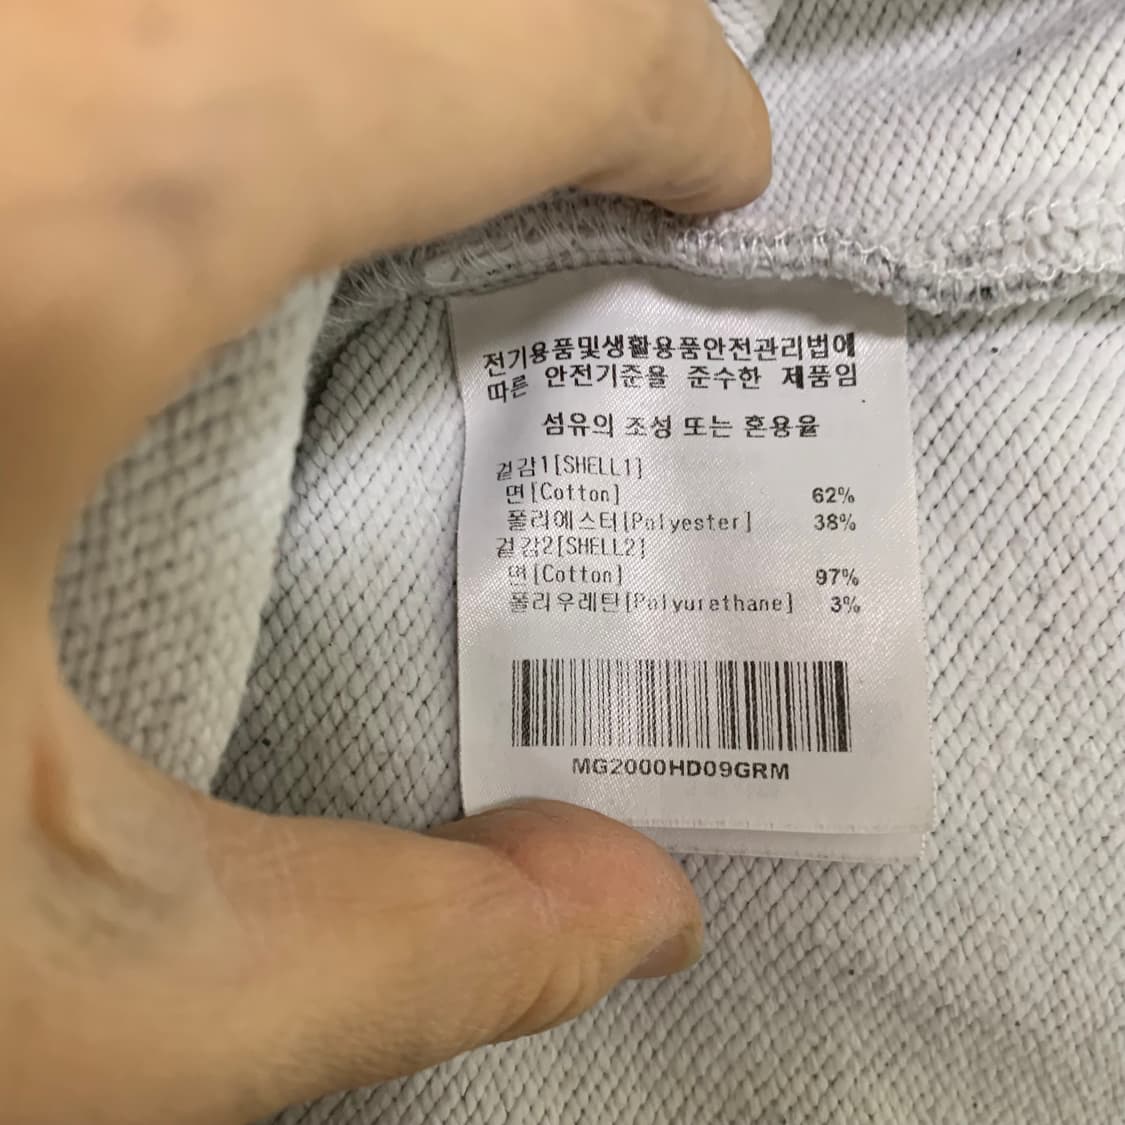 전기용품및생활용품안전관리법에
따른 안전기준을 준수한 제품임
섬유의 조성 또는 혼용율
겉감1[SHELL1]
면[Cotton] 62%
폴리에스터[Polyester] 38%
겉감2[SHELL2]
면[Cotton] 97%
폴리우레탄[Polyurethane] 3%
MG2000HD09GRM